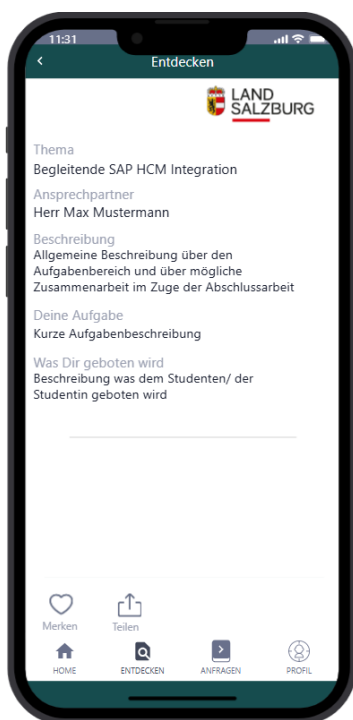 11:31
Entdecken
LAND
SALZBURG
Thema
Begleitende SAP HCM Integration
Ansprechpartner
Herr Max Mustermann
Beschreibung
Allgemeine Beschreibung über den
Aufgabenbereich und über mögliche
Zusammenarbeit im Zuge der Abschlussarbeit
Deine Aufgabe
Kurze Aufgabenbeschreibung
Was Dir geboten wird
Beschreibung was dem Studenten/ der
Studentin geboten wird
Merken Teilen
HOME ENTDECKEN ANFRAGEN PROFIL